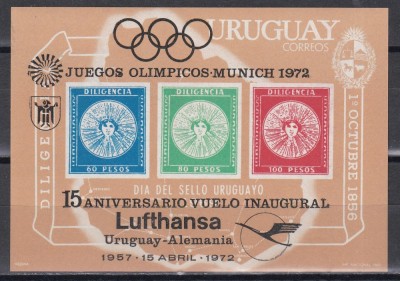 URUGUAY
CORREOS
JUEGOS OLIMPICOS·MUNICH 1972
DILIGENCIA
60 PESOS
DILIGENCIA
80 PESOS
DILIGENCIA
100 PESOS
DILIGE
1º OCTUBRE 1856
DIA DEL SELLO URUGUAYO
15 ANIVERSARIO VUELO INAUGURAL
Lufthansa
Uruguay-Alemania
1957·15 ABRIL·1972